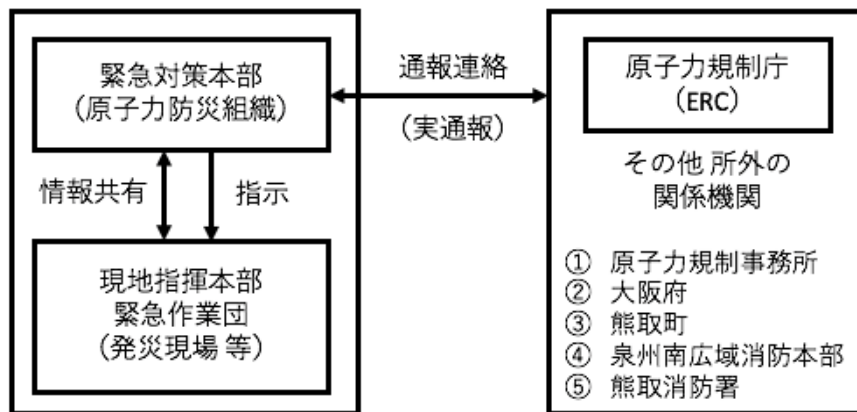 緊急対策本部
（原子力防災組織）
情報共有
指示
現地指揮本部
緊急作業団
（発災現場 等）
通報連絡
（実通報）
原子力規制庁
（ERC）
その他 所外の
関係機関
① 原子力規制事務所
② 大阪府
③ 熊取町
④ 泉州南広域消防本部
⑤ 熊取消防署